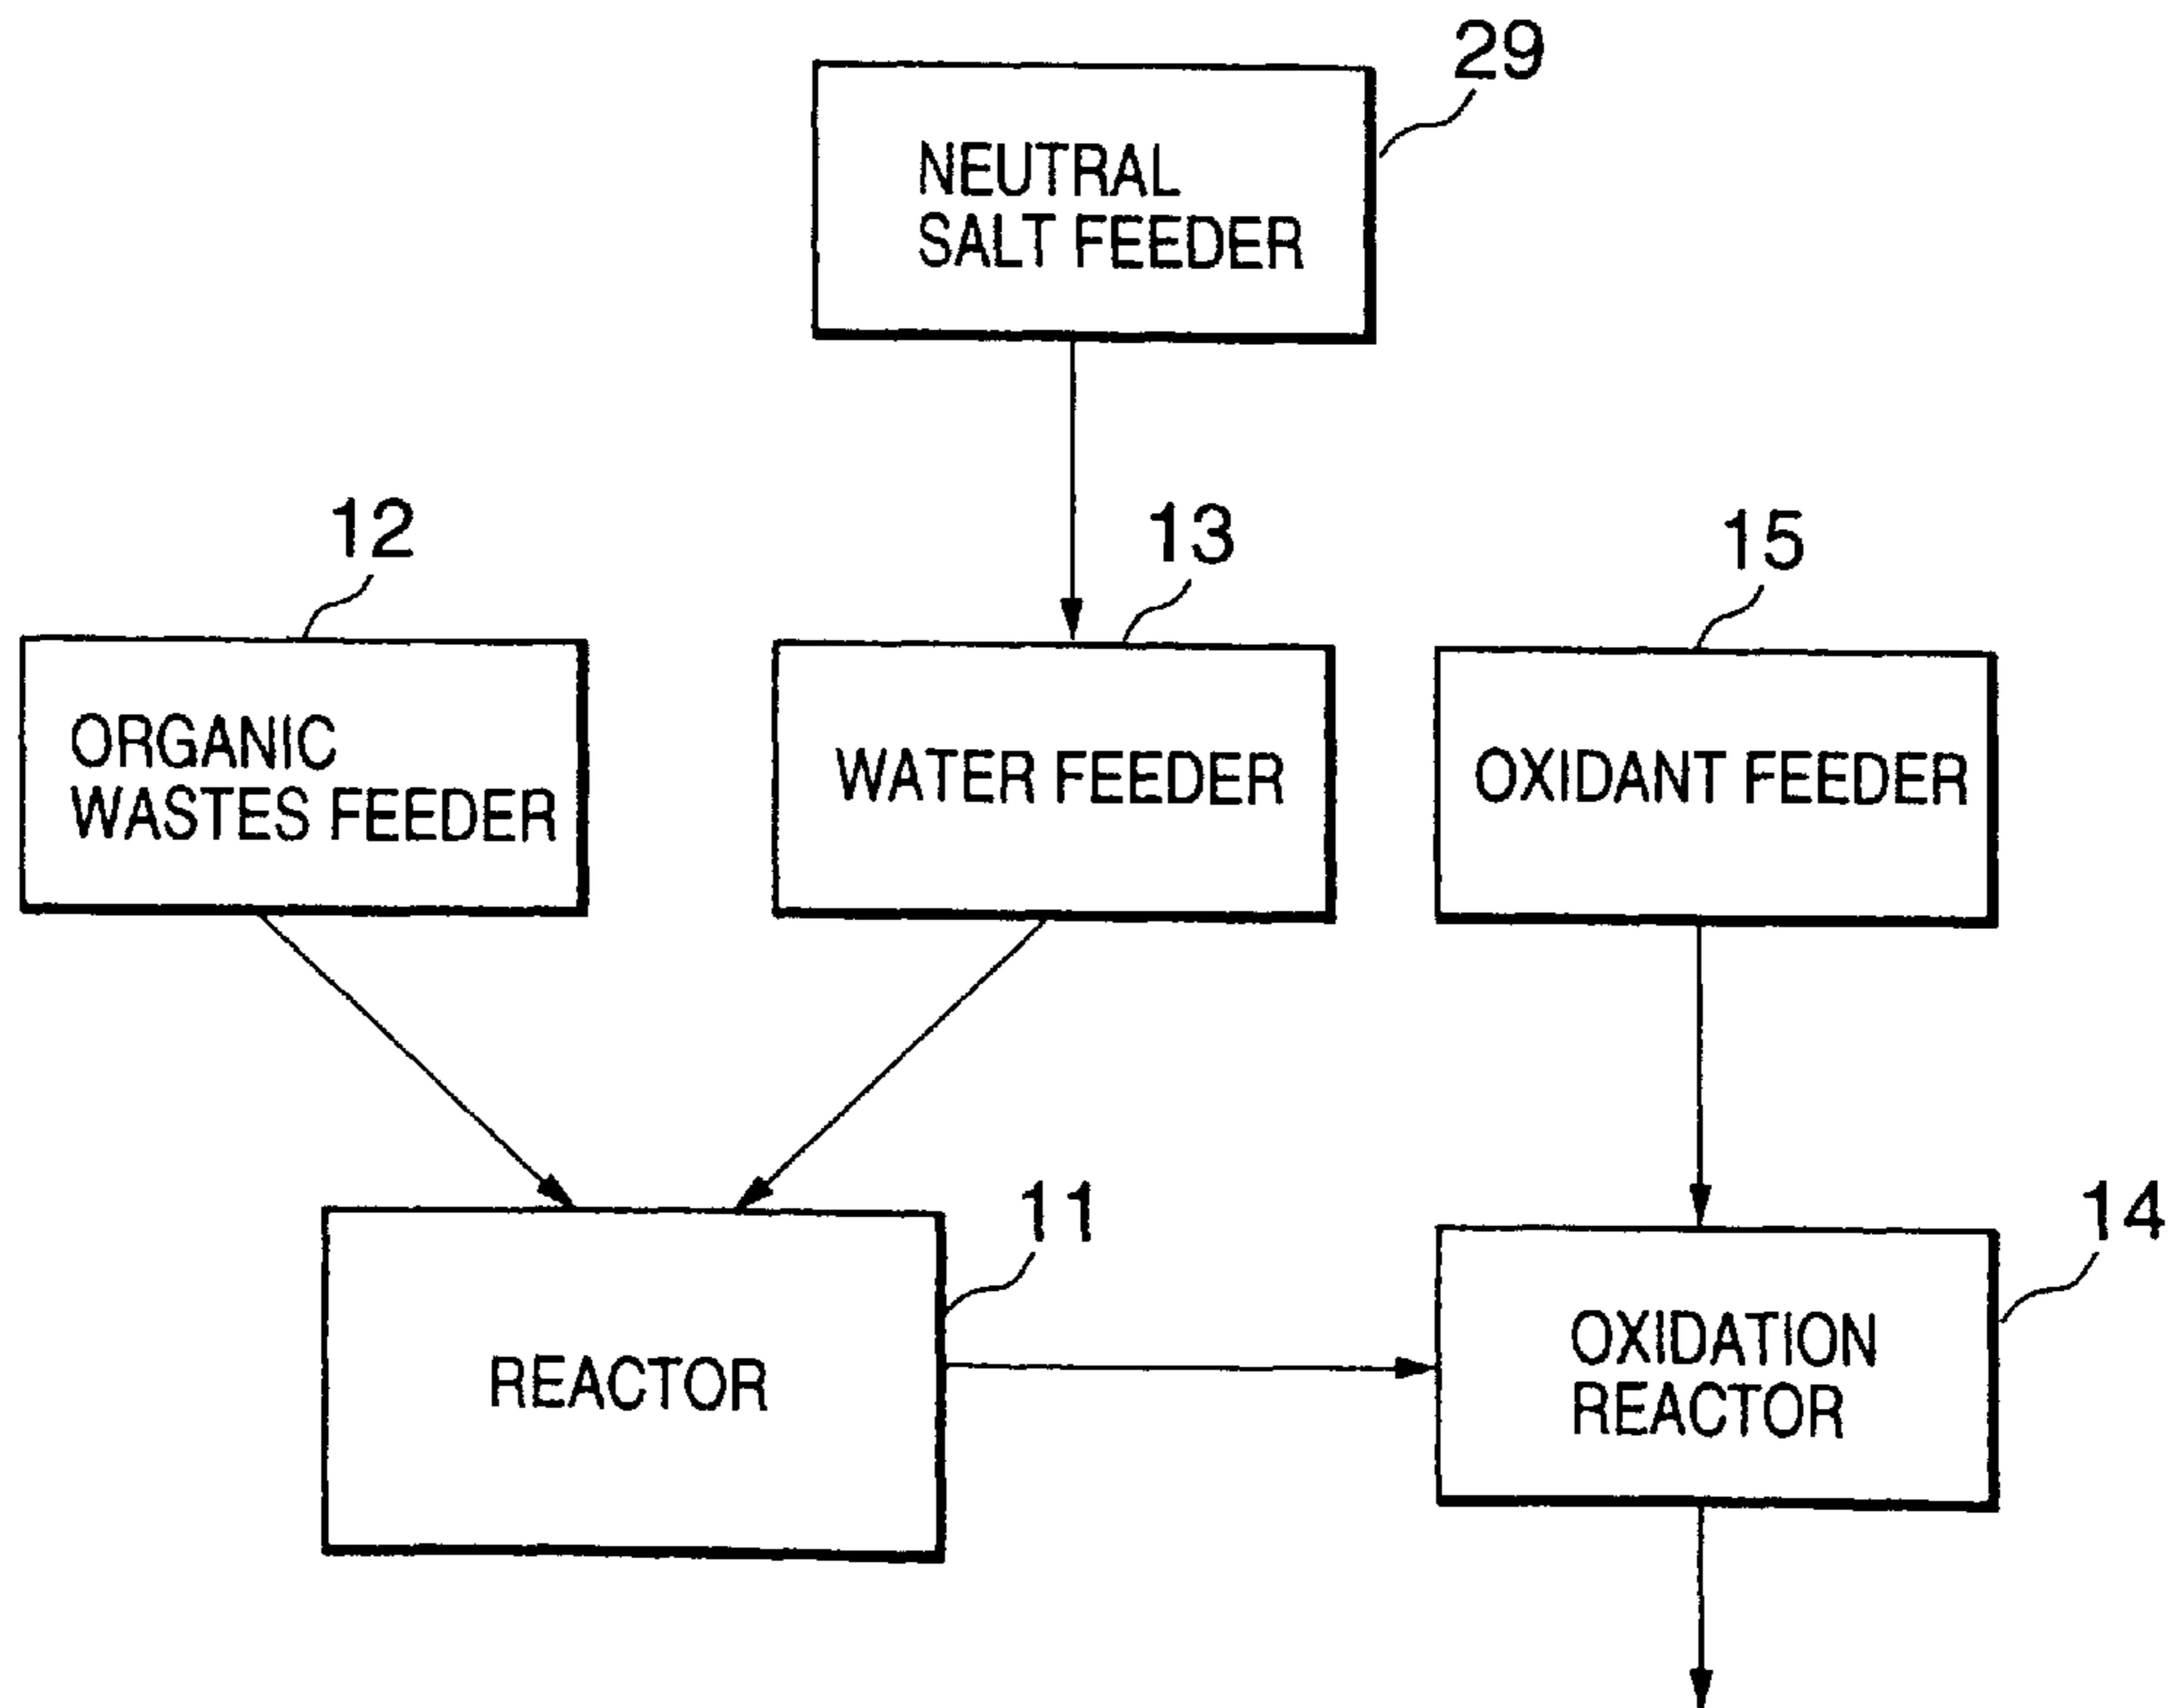 29
NEUTRAL
SALT FEEDER
12
13
15
ORGANIC
WASTES FEEDER
WATER FEEDER
OXIDANT FEEDER
11
14
REACTOR
OXIDATION
REACTOR